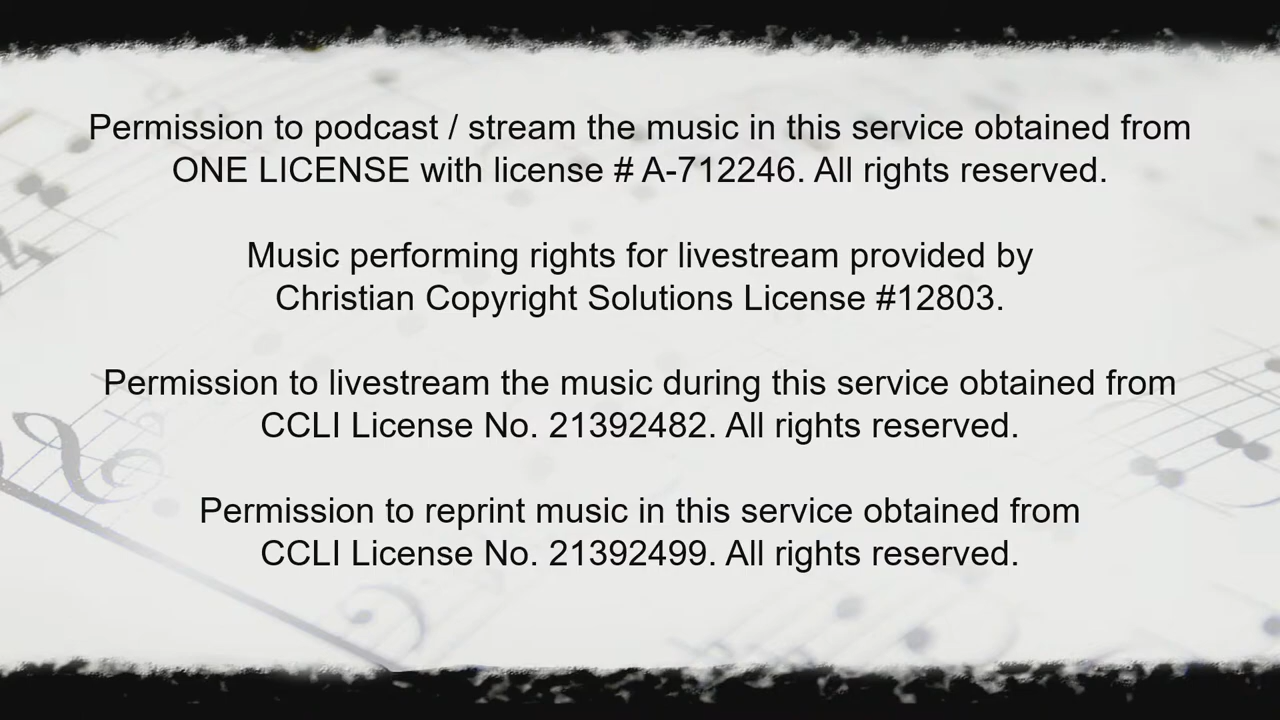 Permission to podcast / stream the music in this service obtained from
ONE LICENSE with license # A-712246. All rights reserved.
Music performing rights for livestream provided by
Christian Copyright Solutions License #12803.
Permission to livestream the music during this service obtained from
CCLI License No. 21392482. All rights reserved.
Permission to reprint music in this service obtained from
CCLI License No. 21392499. All rights reserved.